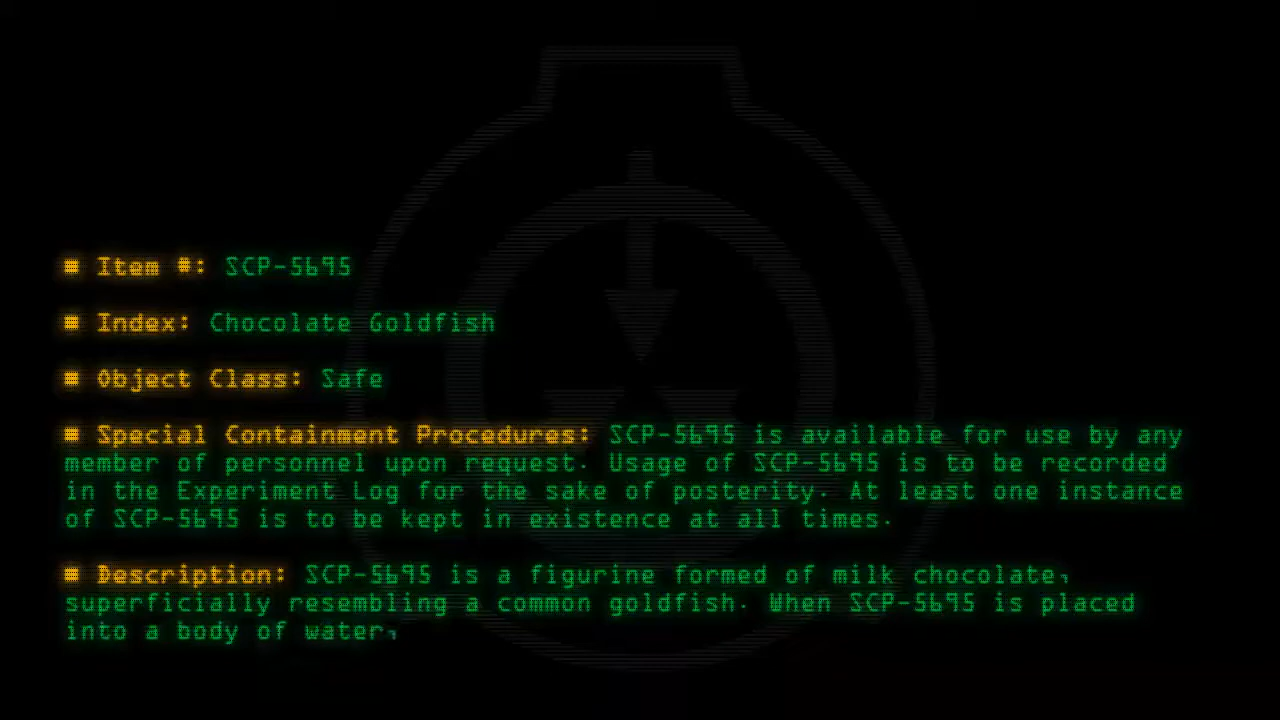 ■ Item #: SCP-5695
■ Index: Chocolate Goldfish
■ Object Class: Safe
■ Special Containment Procedures: SCP-5695 is available for use by any
member of personnel upon request. Usage of SCP-5695 is to be recorded
in the Experiment Log for the sake of posterity. At least one instance
of SCP-5695 is to be kept in existence at all times.
■ Description: SCP-5695 is a figurine formed of milk chocolate,
superficially resembling a common goldfish. When SCP-5695 is placed
into a body of water,